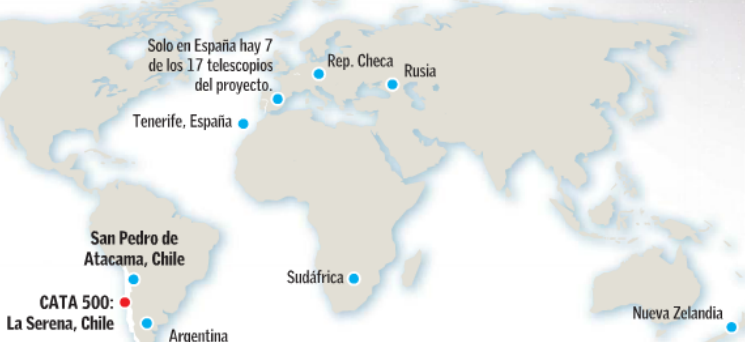 Solo en España hay 7
de los 17 telescopios
del proyecto.
Rep. Checa
Rusia
Tenerife, España
San Pedro de
Atacama, Chile
Sudáfrica
CATA 500:
La Serena, Chile
Nueva Zelandia
Argentina